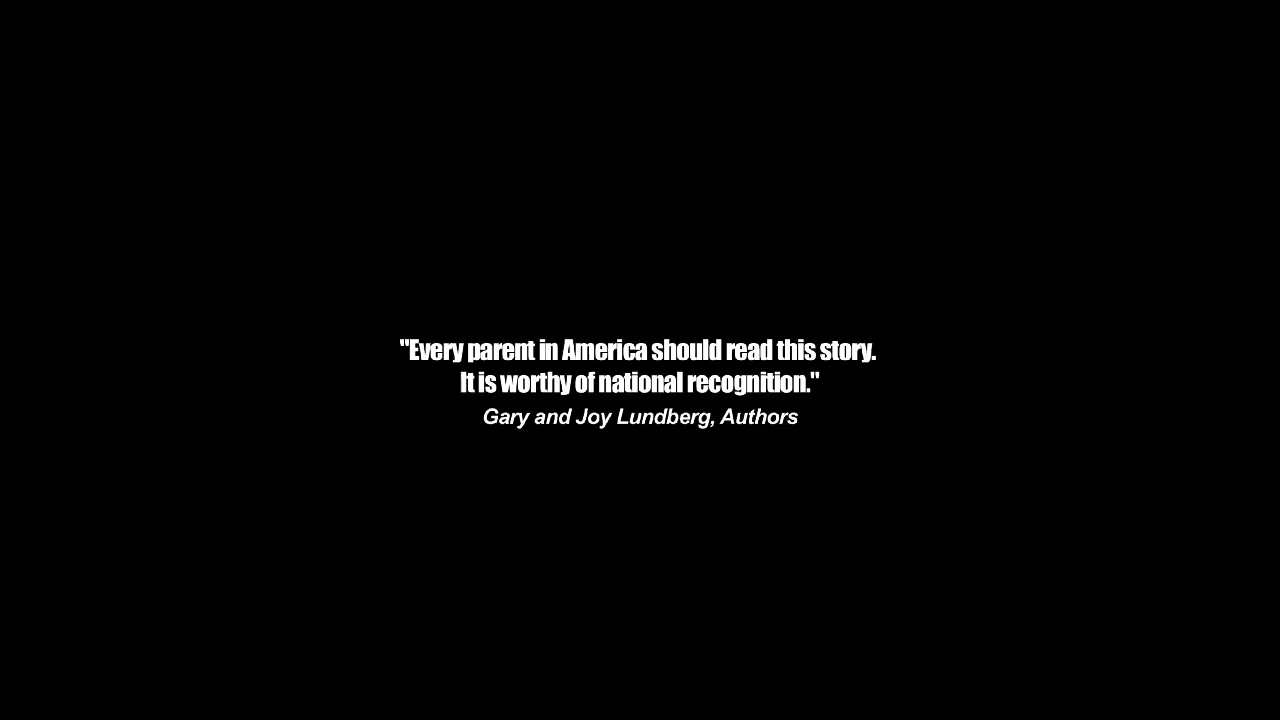 "Every parent in America should read this story.
It is worthy of national recognition."
Gary and Joy Lundberg, Authors